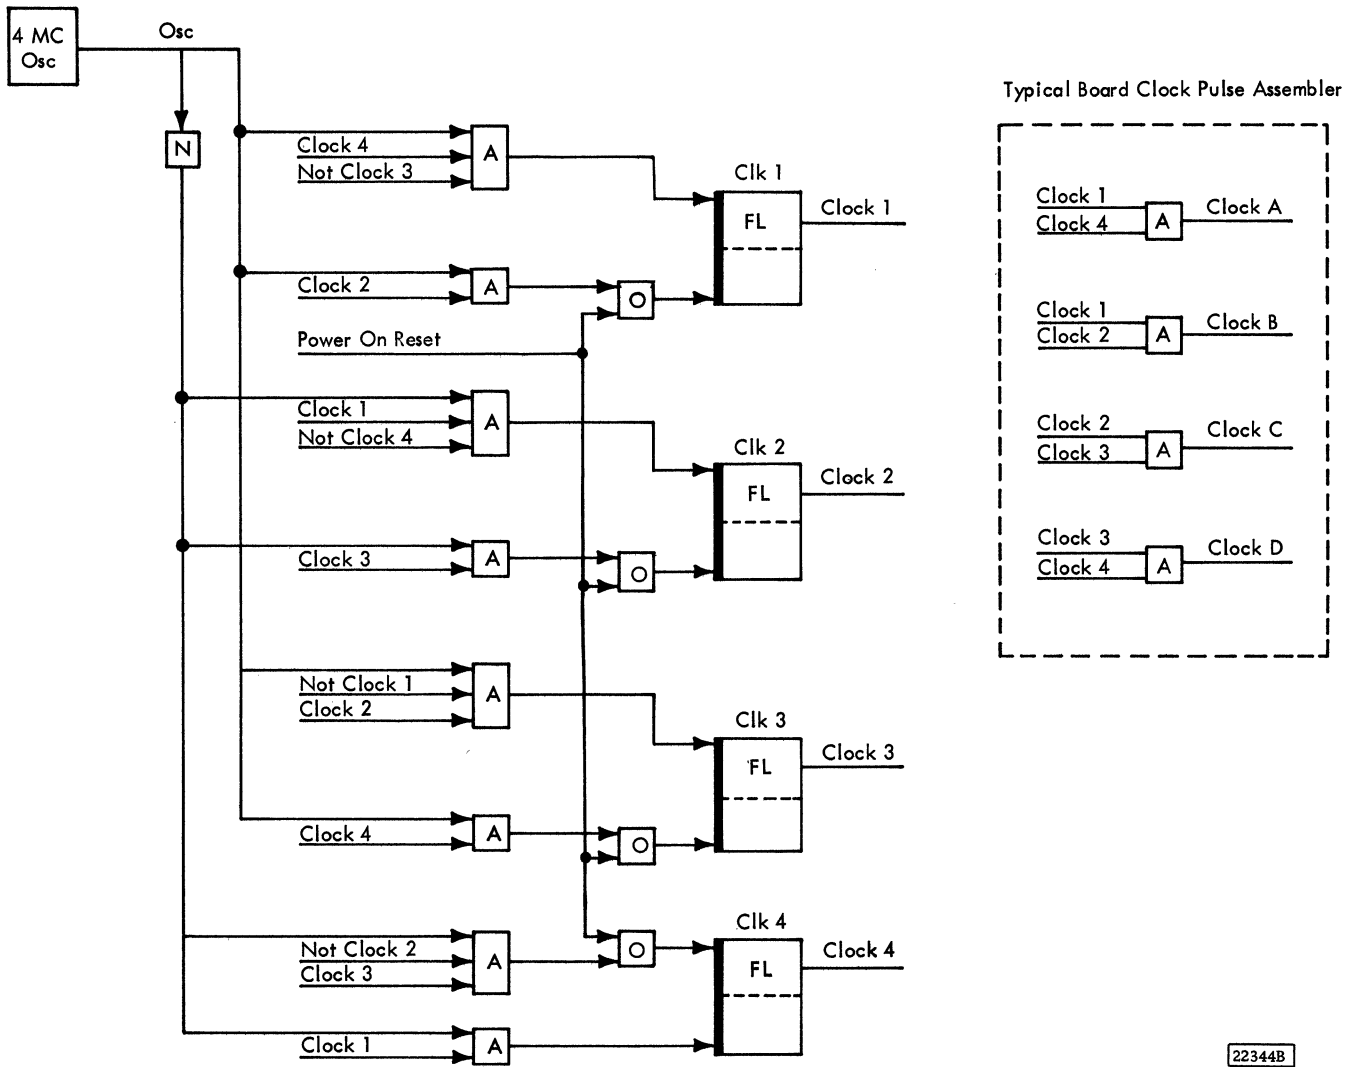 4 MC
Osc
Osc
N
Clock 4
Not Clock 3
A
Clk 1
FL
Clock 1
Clock 2
A
O
Power On Reset
Clock 1
Not Clock 4
A
Clk 2
FL
Clock 2
Clock 3
A
O
Not Clock 1
Clock 2
A
Clk 3
FL
Clock 3
Clock 4
A
O
Clk 4
O
FL
Clock 4
Not Clock 2
Clock 3
A
Clock 1
A
Typical Board Clock Pulse Assembler
Clock 1
Clock 4
A
Clock A
Clock 1
Clock 2
A
Clock B
Clock 2
Clock 3
A
Clock C
Clock 3
Clock 4
A
Clock D
22344B